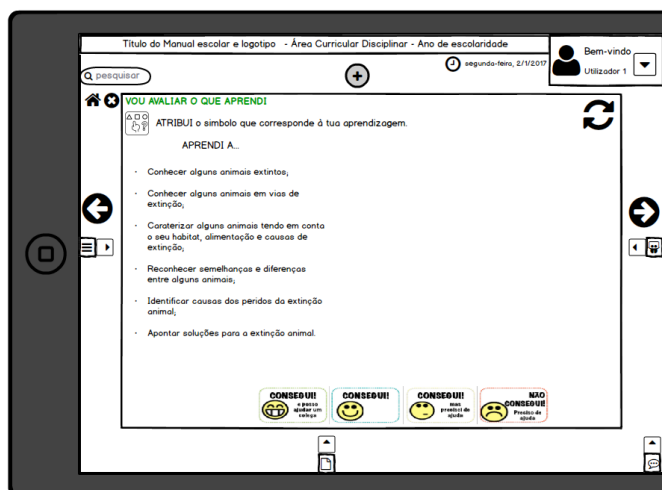 Título do Manual escolar e logotipo - Área Curricular Disciplinar - Ano de escolaridade
Bem-vindo
Utilizador 1
segunda-feira, 2/1/2017
pesquisar
VOU AVALIAR O QUE APRENDI
ATRIBUI o simbolo que corresponde à tua aprendizagem.
APRENDI A...
· Conhecer alguns animais extintos;
· Conhecer alguns animais em vias de
extinção;
· Caraterizar alguns animais tendo em conta
o seu habitat, alimentação e causas de
extinção;
· Reconhecer semelhanças e diferenças
entre alguns animais;
· Identificar causas dos peridos da extinção
animal;
· Apontar soluções para a extinção animal.
CONSEGUI!
e posso
ajudar um
colega
CONSEGUI!
CONSEGUI!
mas
precisei de
ajuda
NÃO
CONSEGUI!
Preciso de
ajuda